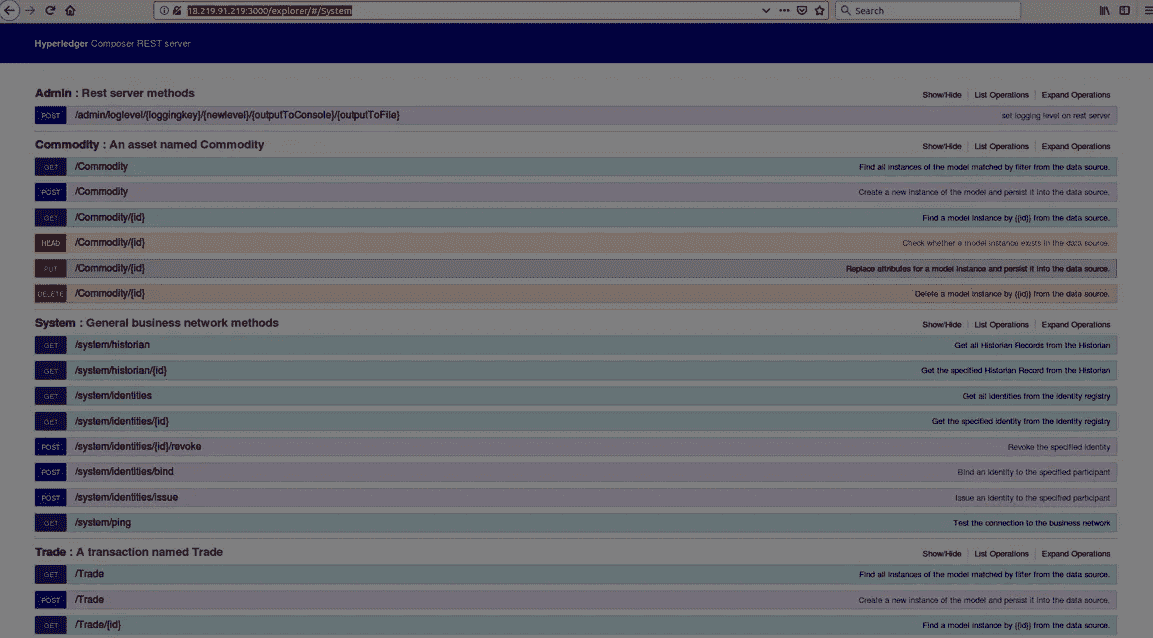 18.219.91.219:3000/explorer/#/System
Search
Hyperledger Composer REST server
Admin : Rest server methods Show/Hide List Operations Expand Operations
POST /admin/loglevel/{loggingkey}/{newlevel}/{outputToConsole}/{outputToFile} set logging level on rest server
Commodity : An asset named Commodity Show/Hide List Operations Expand Operations
GET /Commodity Find all instances of the model matched by filter from the data source.
POST /Commodity Create a new instance of the model and persist it into the data source.
GET /Commodity/{id} Find a model instance by {{id}} from the data source.
HEAD /Commodity/{id} Check whether a model instance exists in the data source.
PUT /Commodity/{id} Replace attributes for a model instance and persist it into the data source.
DELETE /Commodity/{id} Delete a model instance by {{id}} from the data source.
System : General business network methods Show/Hide List Operations Expand Operations
GET /system/historian Get all Historian Records from the Historian
GET /system/historian/{id} Get the specified Historian Record from the Historian
GET /system/identities Get all identities from the identity registry
GET /system/identities/{id} Get the specified identity from the identity registry
POST /system/identities/{id}/revoke Revoke the specified identity
POST /system/identities/bind Bind an identity to the specified participant
POST /system/identities/issue Issue an identity to the specified participant
GET /system/ping Test the connection to the business network
Trade : A transaction named Trade Show/Hide List Operations Expand Operations
GET /Trade Find all instances of the model matched by filter from the data source.
POST /Trade Create a new instance of the model and persist it into the data source.
GET /Trade/{id} Find a model instance by {{id}} from the data source.